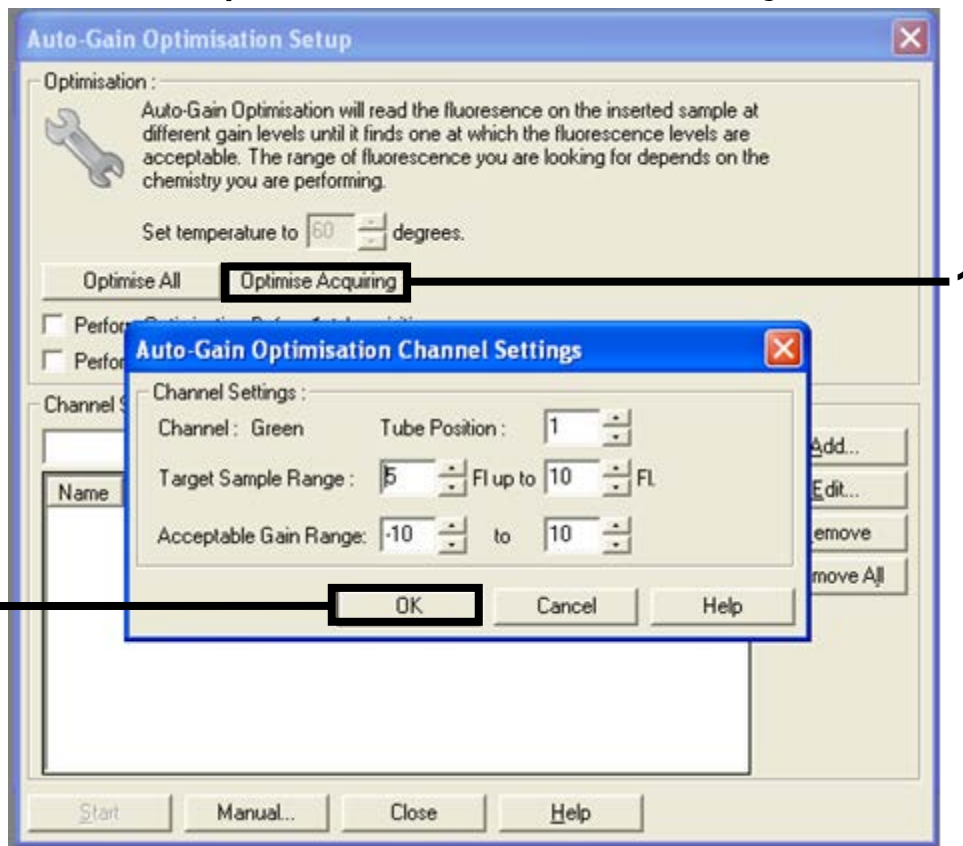 Auto-Gain Optimisation Setup
Optimisation :
Auto-Gain Optimisation will read the fluoresence on the inserted sample at
different gain levels until it finds one at which the fluorescence levels are
acceptable. The range of fluorescence you are looking for depends on the
chemistry you are performing.
Set temperature to 60 degrees.
Optimise All Optimise Acquiring
Auto-Gain Optimisation Channel Settings
Channel Settings :
Channel : Green Tube Position : 1
Target Sample Range : 5 Fl up to 10 Fl.
Acceptable Gain Range: -10 to 10
OK Cancel Help
Channel
Name
Add...
Edit...
emove
move All
Start Manual... Close Help